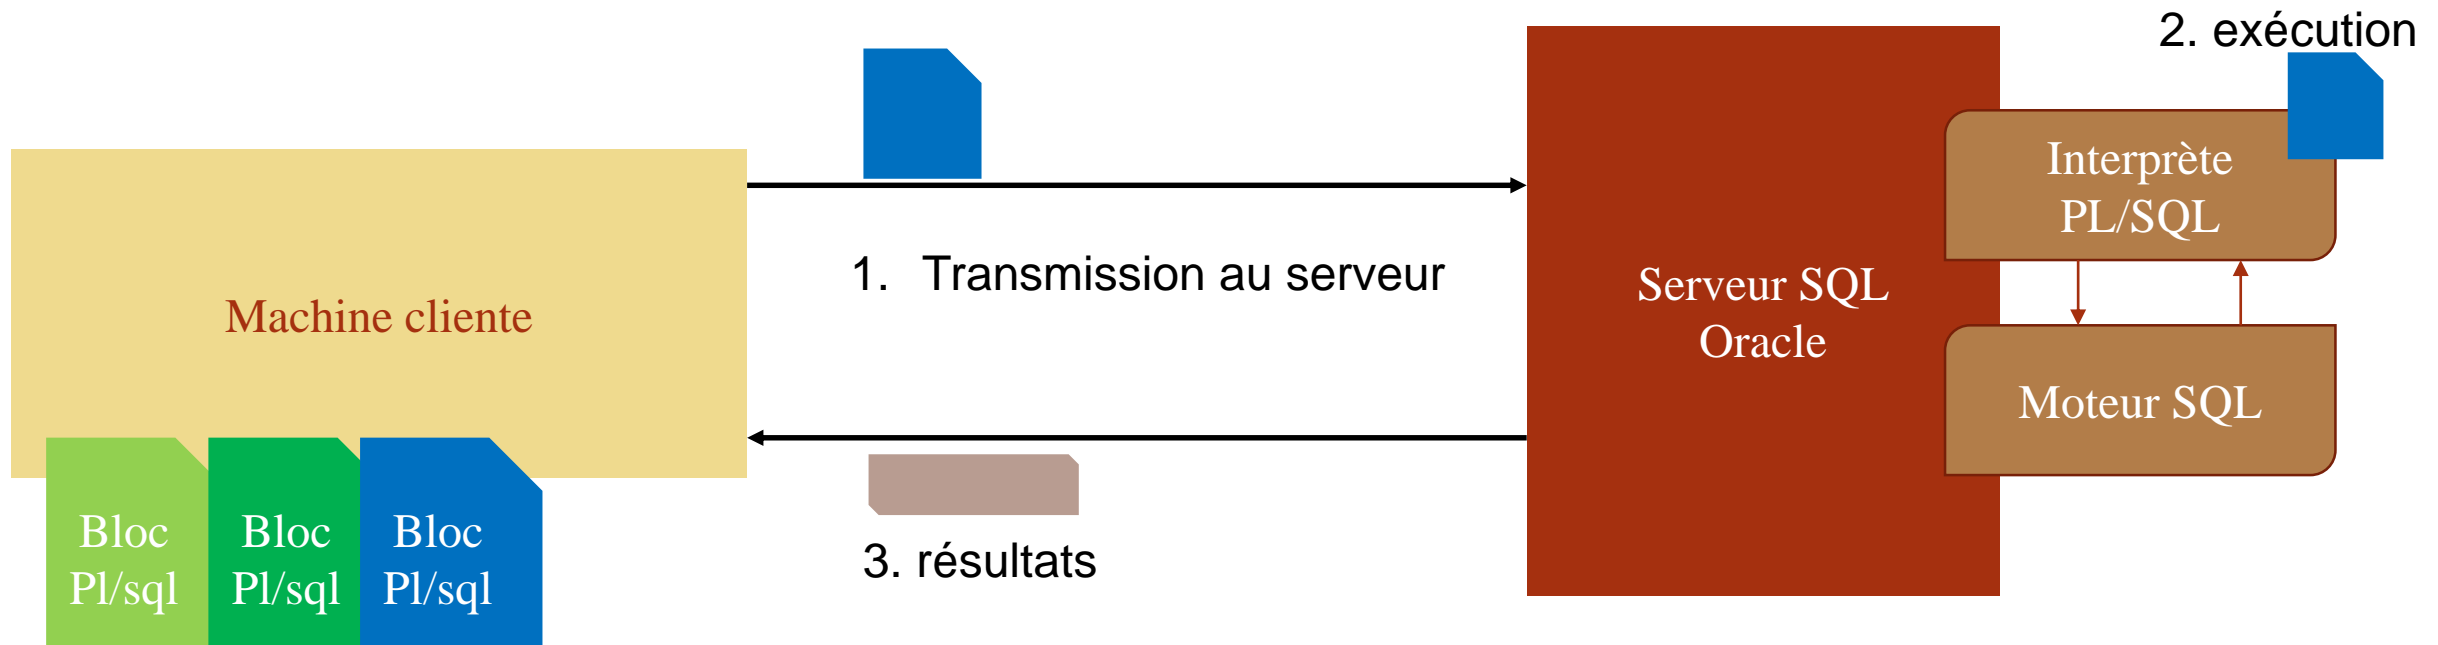 2. exécution
Interprète
PL/SQL
1. Transmission au serveur
Serveur SQL
Oracle
Machine cliente
Moteur SQL
Bloc
Pl/sql
Bloc
Pl/sql
Bloc
Pl/sql
3. résultats